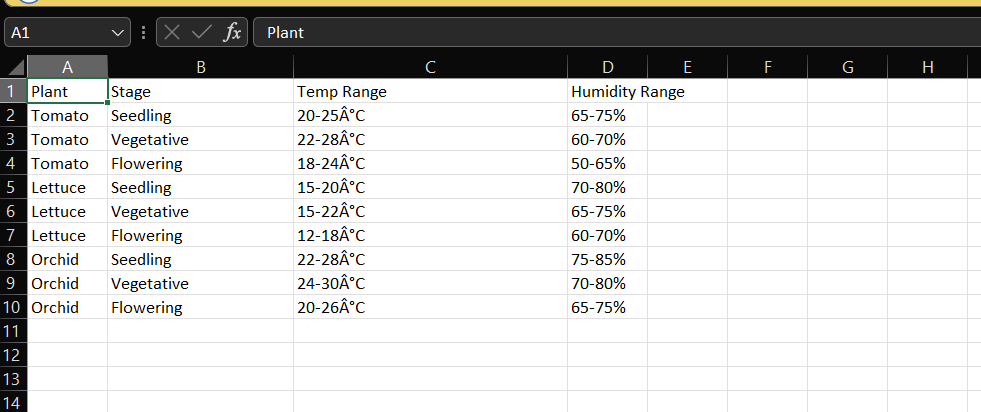 A1 fx Plant
A B C D E F G H
1 Plant Stage Temp Range Humidity Range
2 Tomato Seedling 20-25Â°C 65-75%
3 Tomato Vegetative 22-28Â°C 60-70%
4 Tomato Flowering 18-24Â°C 50-65%
5 Lettuce Seedling 15-20Â°C 70-80%
6 Lettuce Vegetative 15-22Â°C 65-75%
7 Lettuce Flowering 12-18Â°C 60-70%
8 Orchid Seedling 22-28Â°C 75-85%
9 Orchid Vegetative 24-30Â°C 70-80%
10 Orchid Flowering 20-26Â°C 65-75%
11
12
13
14